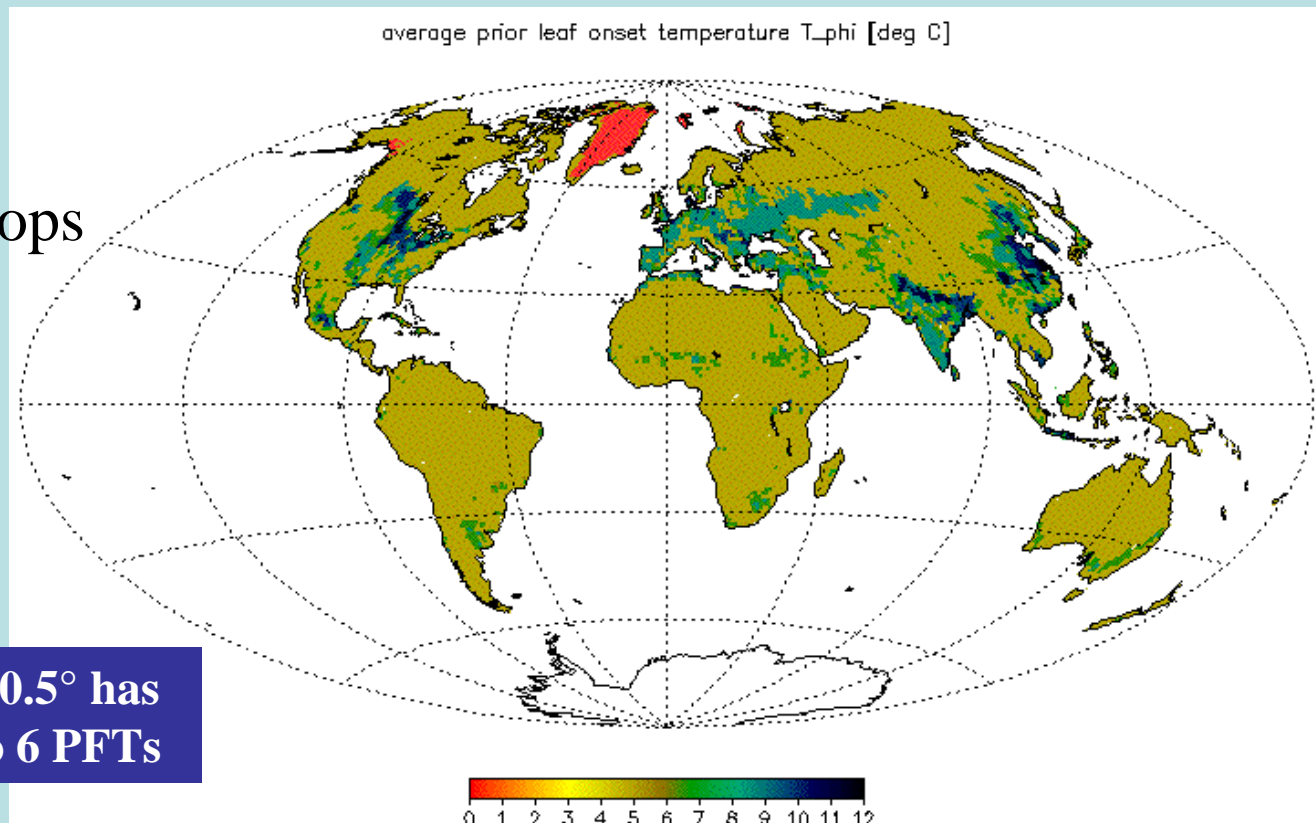 average prior leaf onset temperature T_phi [deg C]
ops
0.5° has
6 PFTs
0 1 2 3 4 5 6 7 8 9 10 11 12